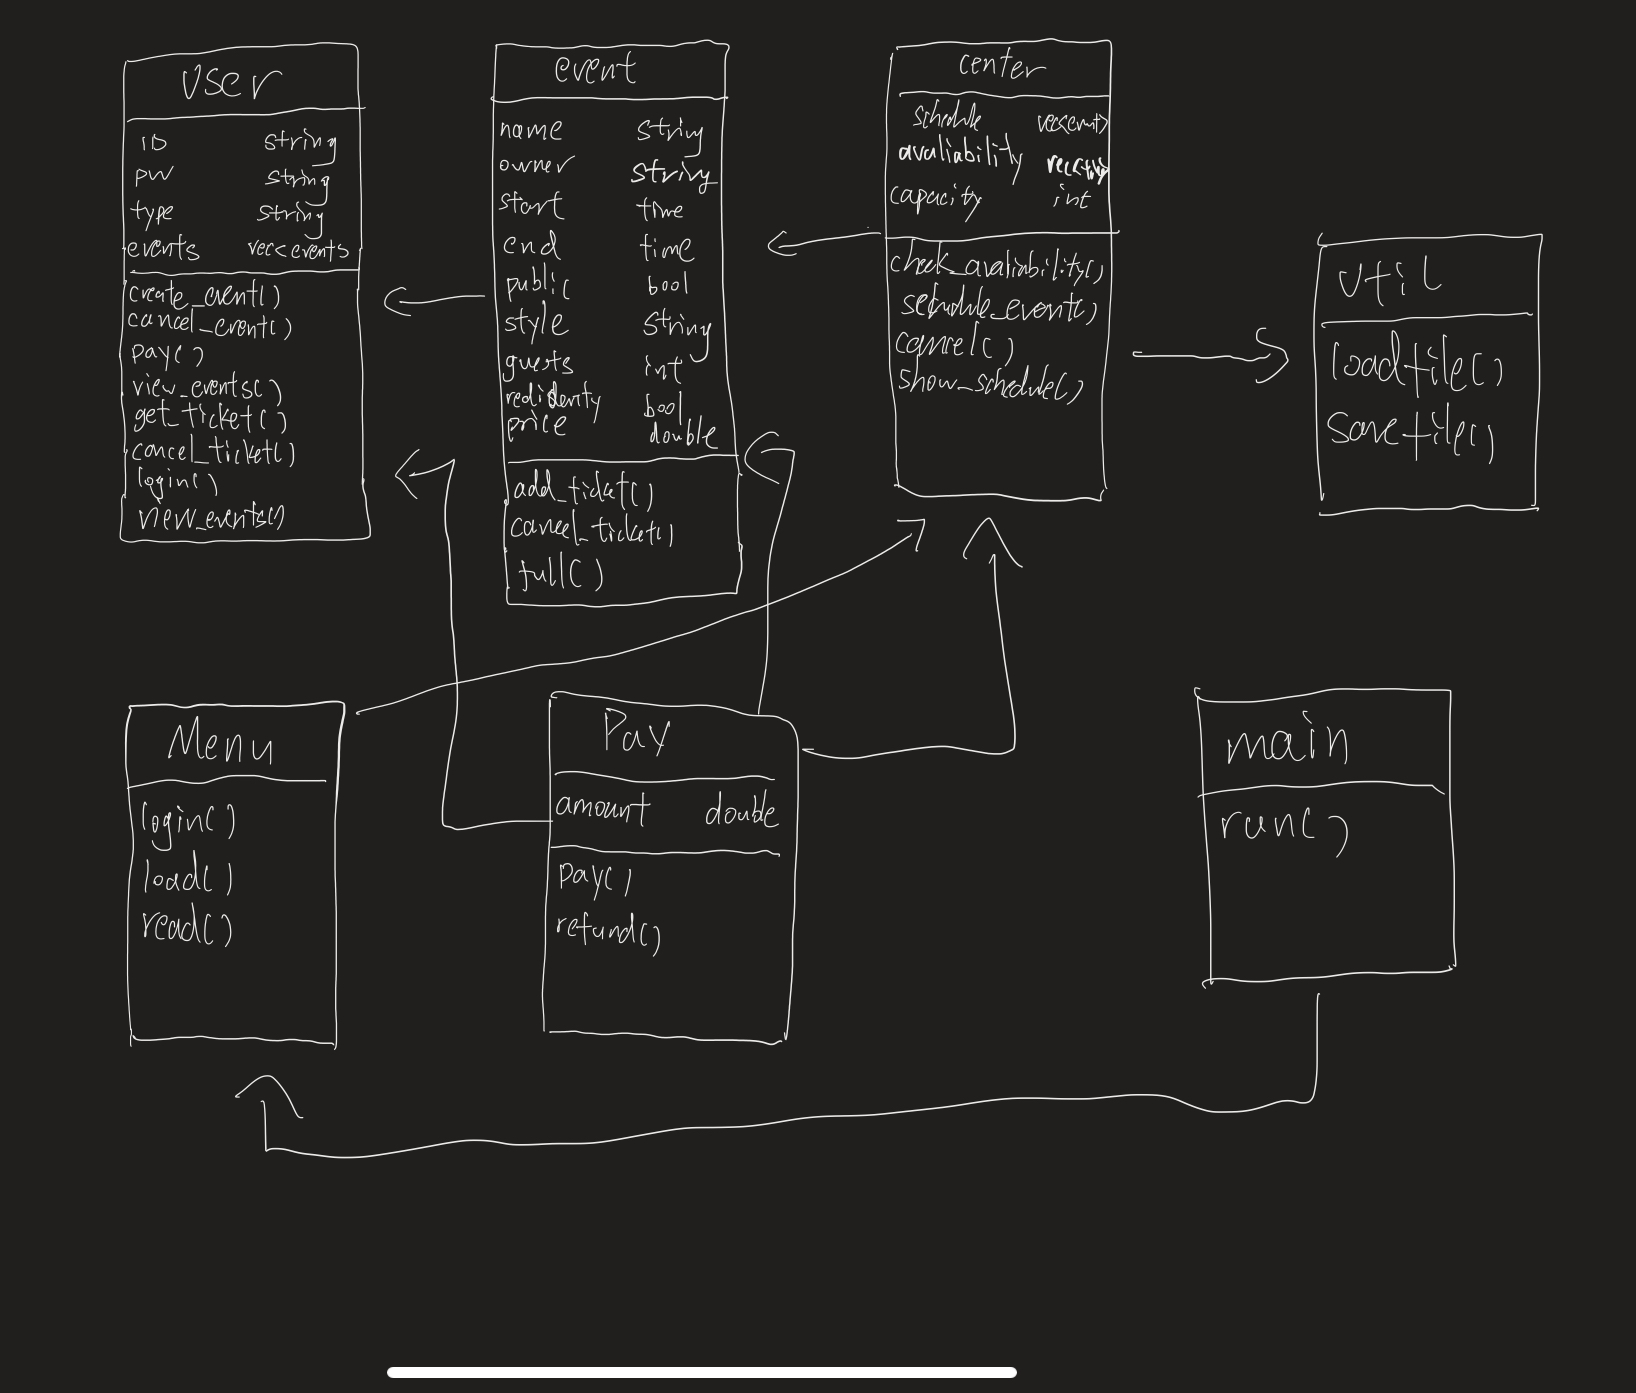 User
ID string
pw string
type string
events vec<events
create_event()
cancel_event()
pay()
view_events()
get_ticket()
cancel_ticket()
login()
view_events()
event
name string
owner string
start time
end time
public bool
style string
guests int
bool
price double
add_ticket()
cancel_ticket()
full()
center
schedule vec<event>
avaliability
capacity int
check_avaliability()
schedule_event()
cancel()
show_schedule()
util
loadfile()
savefile()
Menu
login()
load()
read()
Pay
amount double
pay()
refund()
main
run()